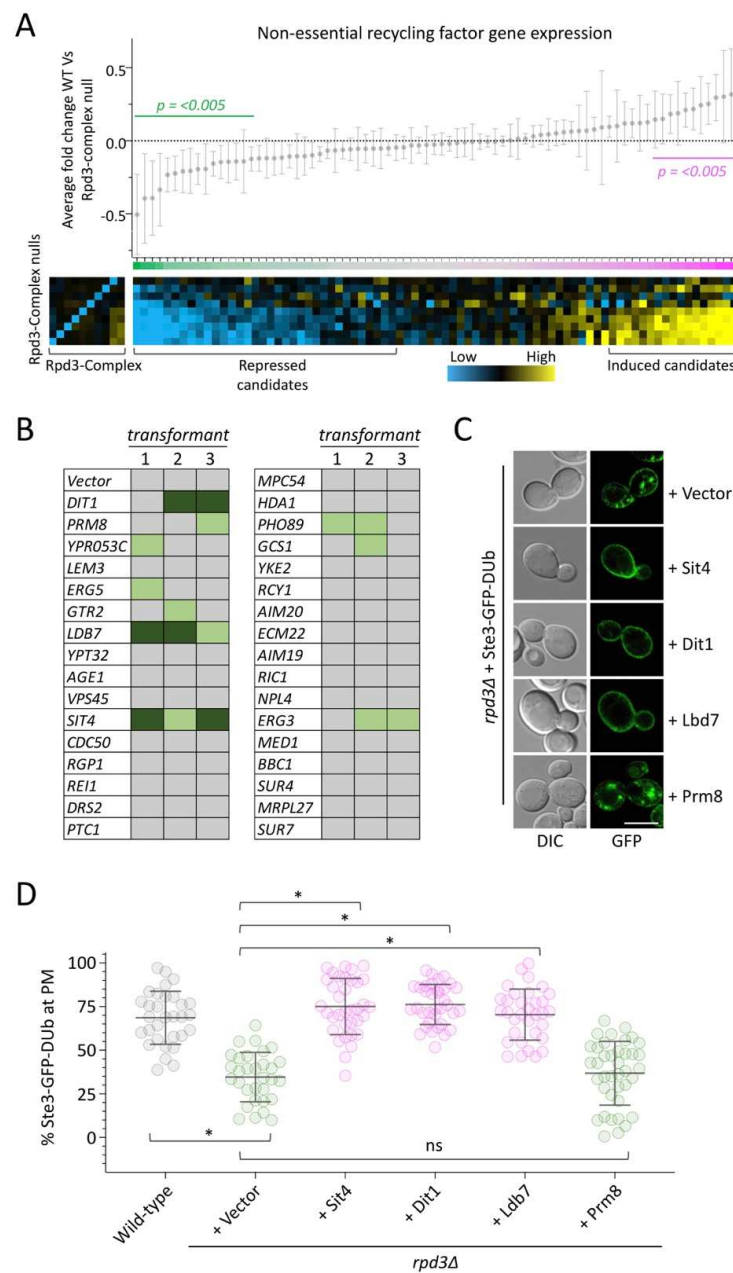 A
Non-essential recycling factor gene expression
Average fold change WT Vs
Rpd3-complex null
0.5
0.0
-0.5
p = <0.005
p = <0.005
Rpd3-Complex nulls
Rpd3-Complex
Repressed
candidates
Low
High
Induced candidates
B
transformant
1 2 3
Vector
DIT1
PRM8
YPR053C
LEM3
ERG5
GTR2
LDB7
YPT32
AGE1
VPS45
SIT4
CDC50
RGP1
REI1
DRS2
PTC1
transformant
1 2 3
MPC54
HDA1
PHO89
GCS1
YKE2
RCY1
AIM20
ECM22
AIM19
RIC1
NPL4
ERG3
MED1
BBC1
SUR4
MRPL27
SUR7
C
rpd3Δ + Ste3-GFP-DUb
+ Vector
+ Sit4
+ Dit1
+ Lbd7
+ Prm8
DIC
GFP
D
% Ste3-GFP-DUb at PM
100
75
50
25
0
*
*
*
*
ns
Wild-type
+ Vector
+ Sit4
+ Dit1
+ Ldb7
+ Prm8
rpd3Δ